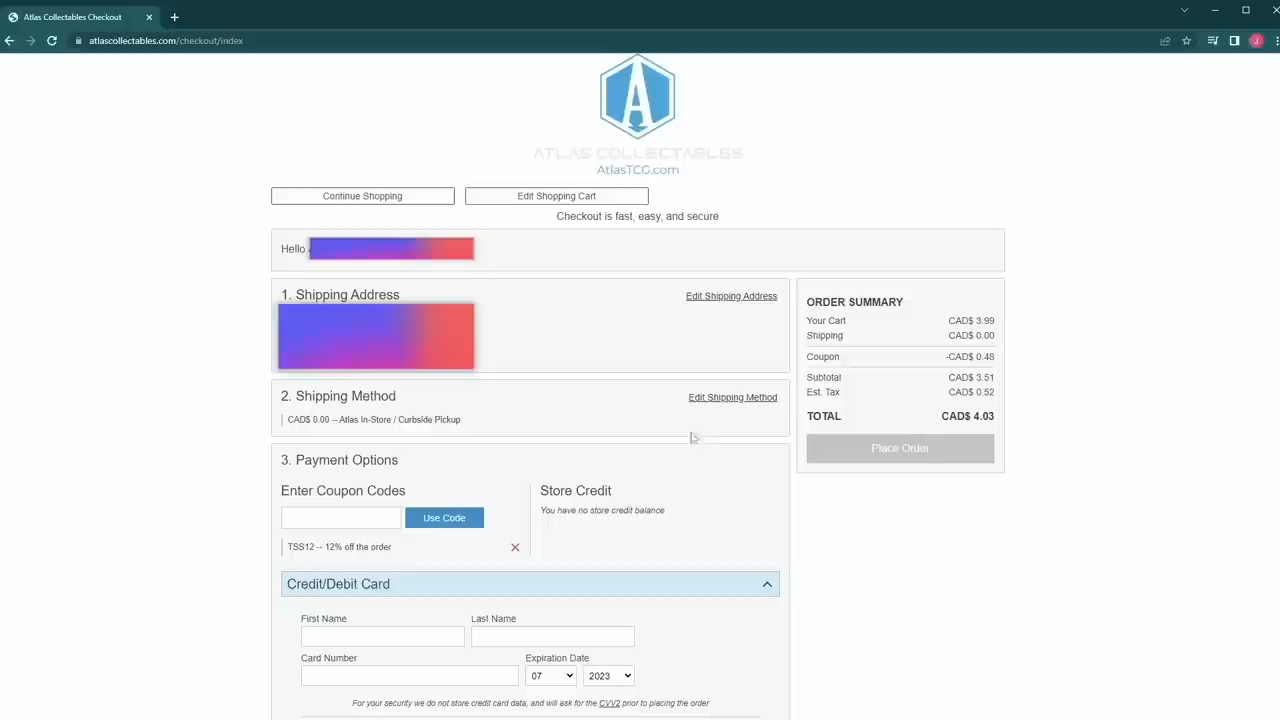 Atlas Collectables Checkout
atlascollectables.com/checkout/index
J
A
ATLAS COLLECTABLES
AtlasTCG.com
Continue Shopping
Edit Shopping Cart
Checkout is fast, easy, and secure
Hello
1. Shipping Address
Edit Shipping Address
2. Shipping Method
Edit Shipping Method
CAD$ 0.00 -- Atlas In-Store / Curbside Pickup
3. Payment Options
Enter Coupon Codes
Use Code
TSS12 -- 12% off the order
Store Credit
You have no store credit balance
Credit/Debit Card
First Name
Last Name
Card Number
Expiration Date
07
2023
For your security we do not store credit card data, and will ask for the CVV2 prior to placing the order
ORDER SUMMARY
Your Cart CAD$ 3.99
Shipping CAD$ 0.00
Coupon -CAD$ 0.48
Subtotal CAD$ 3.51
Est. Tax CAD$ 0.52
TOTAL CAD$ 4.03
Place Order